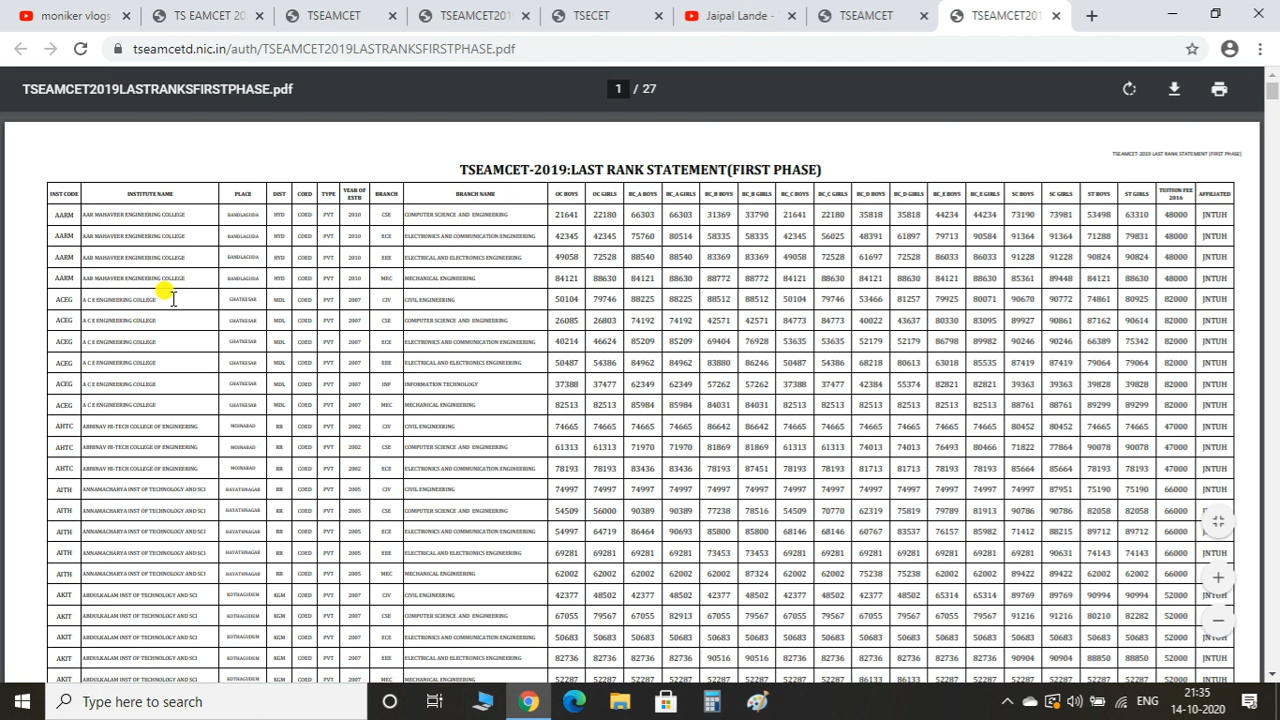 moniker vlogs
TS EAMCET 20
TSEAMCET
TSEAMCET201
TSECET
Jaipal Lande -
TSEAMCET
TSEAMCET201
tseamcetd.nic.in/auth/TSEAMCET2019LASTRANKSFIRSTPHASE.pdf
TSEAMCET2019LASTRANKSFIRSTPHASE.pdf
1 / 27
TSEAMCET-2019 LAST RANK STATEMENT (FIRST PHASE)
TSEAMCET-2019:LAST RANK STATEMENT(FIRST PHASE)
INST CODE INSTITUTE NAME PLACE DIST COED TYPE YEAR OF ESTB BRANCH BRANCH NAME OC BOYS OC GIRLS BC_A BOYS BC_A GIRLS BC_B BOYS BC_B GIRLS BC_C BOYS BC_C GIRLS BC_D BOYS BC_D GIRLS BC_E BOYS BC_E GIRLS SC BOYS SC GIRLS ST BOYS ST GIRLS TUITION FEE 2016 AFFILIATED
AARM AAR MAHAVEER ENGINEERING COLLEGE BANDLAGUDA HYD COED PVT 2010 CSE COMPUTER SCIENCE AND ENGINEERING 21641 22180 66303 66303 31369 33790 21641 22180 35818 35818 44234 44234 73190 73981 53498 63310 48000 JNTUH
AARM AAR MAHAVEER ENGINEERING COLLEGE BANDLAGUDA HYD COED PVT 2010 ECE ELECTRONICS AND COMMUNICATION ENGINEERING 42345 42345 75760 80514 58335 58335 42345 56025 48391 61897 79713 90584 91364 91364 71288 79831 48000 JNTUH
AARM AAR MAHAVEER ENGINEERING COLLEGE BANDLAGUDA HYD COED PVT 2010 EEE ELECTRICAL AND ELECTRONICS ENGINEERING 49058 72528 88540 88540 83369 83369 49058 72528 61697 72528 86033 86033 91228 91228 90824 90824 48000 JNTUH
AARM AAR MAHAVEER ENGINEERING COLLEGE BANDLAGUDA HYD COED PVT 2010 MEC MECHANICAL ENGINEERING 84121 88630 84121 88630 88772 88772 84121 88630 84121 88630 84121 88630 85361 89448 84121 88630 48000 JNTUH
ACEG A C E ENGINEERING COLLEGE GHATKESAR MDL COED PVT 2007 CIV CIVIL ENGINEERING 50104 79746 88225 88225 88512 88512 50104 79746 53466 81257 79925 80071 90670 90772 74861 80925 82000 JNTUH
ACEG A C E ENGINEERING COLLEGE GHATKESAR MDL COED PVT 2007 CSE COMPUTER SCIENCE AND ENGINEERING 26085 26803 74192 74192 42571 42571 84773 84773 40022 43637 80330 83095 89927 90861 87162 90614 82000 JNTUH
ACEG A C E ENGINEERING COLLEGE GHATKESAR MDL COED PVT 2007 ECE ELECTRONICS AND COMMUNICATION ENGINEERING 40214 46624 85209 85209 69404 76928 53635 53635 52179 52179 86798 89982 90246 90246 66389 75342 82000 JNTUH
ACEG A C E ENGINEERING COLLEGE GHATKESAR MDL COED PVT 2007 EEE ELECTRICAL AND ELECTRONICS ENGINEERING 50487 54386 84962 84962 83880 86246 50487 54386 68218 80613 63018 85535 87419 87419 79064 79064 82000 JNTUH
ACEG A C E ENGINEERING COLLEGE GHATKESAR MDL COED PVT 2007 INF INFORMATION TECHNOLOGY 37388 37477 62349 62349 57262 57262 37388 37477 42384 55374 82821 82821 39363 39363 39828 39828 82000 JNTUH
ACEG A C E ENGINEERING COLLEGE GHATKESAR MDL COED PVT 2007 MEC MECHANICAL ENGINEERING 82513 82513 85984 85984 84031 84031 82513 82513 82513 82513 82513 82513 88761 88761 89299 89299 82000 JNTUH
AHTC ABHINAV HI-TECH COLLEGE OF ENGINEERING MOINABAD RR COED PVT 2002 CIV CIVIL ENGINEERING 74665 74665 74665 74665 86642 86642 74665 74665 74665 74665 74665 74665 80452 80452 74665 74665 47000 JNTUH
AHTC ABHINAV HI-TECH COLLEGE OF ENGINEERING MOINABAD RR COED PVT 2002 CSE COMPUTER SCIENCE AND ENGINEERING 61313 61313 71970 71970 81869 81869 61313 61313 74013 74013 76493 80466 71822 77864 90078 90078 47000 JNTUH
AHTC ABHINAV HI-TECH COLLEGE OF ENGINEERING MOINABAD RR COED PVT 2002 ECE ELECTRONICS AND COMMUNICATION ENGINEERING 78193 78193 83436 83436 78193 87451 78193 78193 81713 81713 78193 78193 85664 85664 78193 78193 47000 JNTUH
AITH ANNAMACHARYA INST OF TECHNOLOGY AND SCI HAYATHNAGAR RR COED PVT 2005 CIV CIVIL ENGINEERING 74997 74997 74997 74997 74997 74997 74997 74997 74997 74997 74997 74997 74997 87951 75190 75190 66000 JNTUH
AITH ANNAMACHARYA INST OF TECHNOLOGY AND SCI HAYATHNAGAR RR COED PVT 2005 CSE COMPUTER SCIENCE AND ENGINEERING 54509 56000 90389 90389 77238 78516 54509 70770 62319 75819 79789 81913 90786 90786 82058 82058 66000 JNTUH
AITH ANNAMACHARYA INST OF TECHNOLOGY AND SCI HAYATHNAGAR RR COED PVT 2005 ECE ELECTRONICS AND COMMUNICATION ENGINEERING 54997 64719 86464 90693 85800 85800 68146 68146 60767 83537 76157 85982 71412 88215 89712 89712 66000 JNTUH
AITH ANNAMACHARYA INST OF TECHNOLOGY AND SCI HAYATHNAGAR RR COED PVT 2005 EEE ELECTRICAL AND ELECTRONICS ENGINEERING 69281 69281 69281 69281 73453 73453 69281 69281 69281 69281 69281 69281 69281 90631 74143 74143 66000 JNTUH
AITH ANNAMACHARYA INST OF TECHNOLOGY AND SCI HAYATHNAGAR RR COED PVT 2005 MEC MECHANICAL ENGINEERING 62002 62002 62002 62002 62002 87324 62002 62002 75238 75238 62002 62002 89422 89422 62002 62002 66000 JNTUH
AKIT ABDULKALAM INST OF TECHNOLOGY AND SCI KOTHAGUDEM KGM COED PVT 2007 CIV CIVIL ENGINEERING 42377 48502 42377 48502 42377 48502 42377 48502 42377 48502 65314 65314 89769 89769 90994 90994 52000 JNTUH
AKIT ABDULKALAM INST OF TECHNOLOGY AND SCI KOTHAGUDEM KGM COED PVT 2007 CSE COMPUTER SCIENCE AND ENGINEERING 67055 79567 67055 82913 67055 79567 67055 79567 67055 79567 67055 79567 91216 91216 80210 82282 52000 JNTUH
AKIT ABDULKALAM INST OF TECHNOLOGY AND SCI KOTHAGUDEM KGM COED PVT 2007 ECE ELECTRONICS AND COMMUNICATION ENGINEERING 50683 50683 50683 50683 50683 50683 50683 50683 50683 50683 50683 50683 50683 50683 50683 50683 52000 JNTUH
AKIT ABDULKALAM INST OF TECHNOLOGY AND SCI KOTHAGUDEM KGM COED PVT 2007 EEE ELECTRICAL AND ELECTRONICS ENGINEERING 82736 82736 82736 82736 90516 90516 82736 82736 82736 82736 82736 82736 90904 90904 88850 88850 52000 JNTUH
AKIT ABDULKALAM INST OF TECHNOLOGY AND SCI KOTHAGUDEM KGM COED PVT 2007 MEC MECHANICAL ENGINEERING 52287 52287 52287 52287 52287 52287 52287 52287 86133 86133 52287 52287 52287 52287 52287 52287 52000 JNTUH
Type here to search
ENG
21:35
14-10-2020